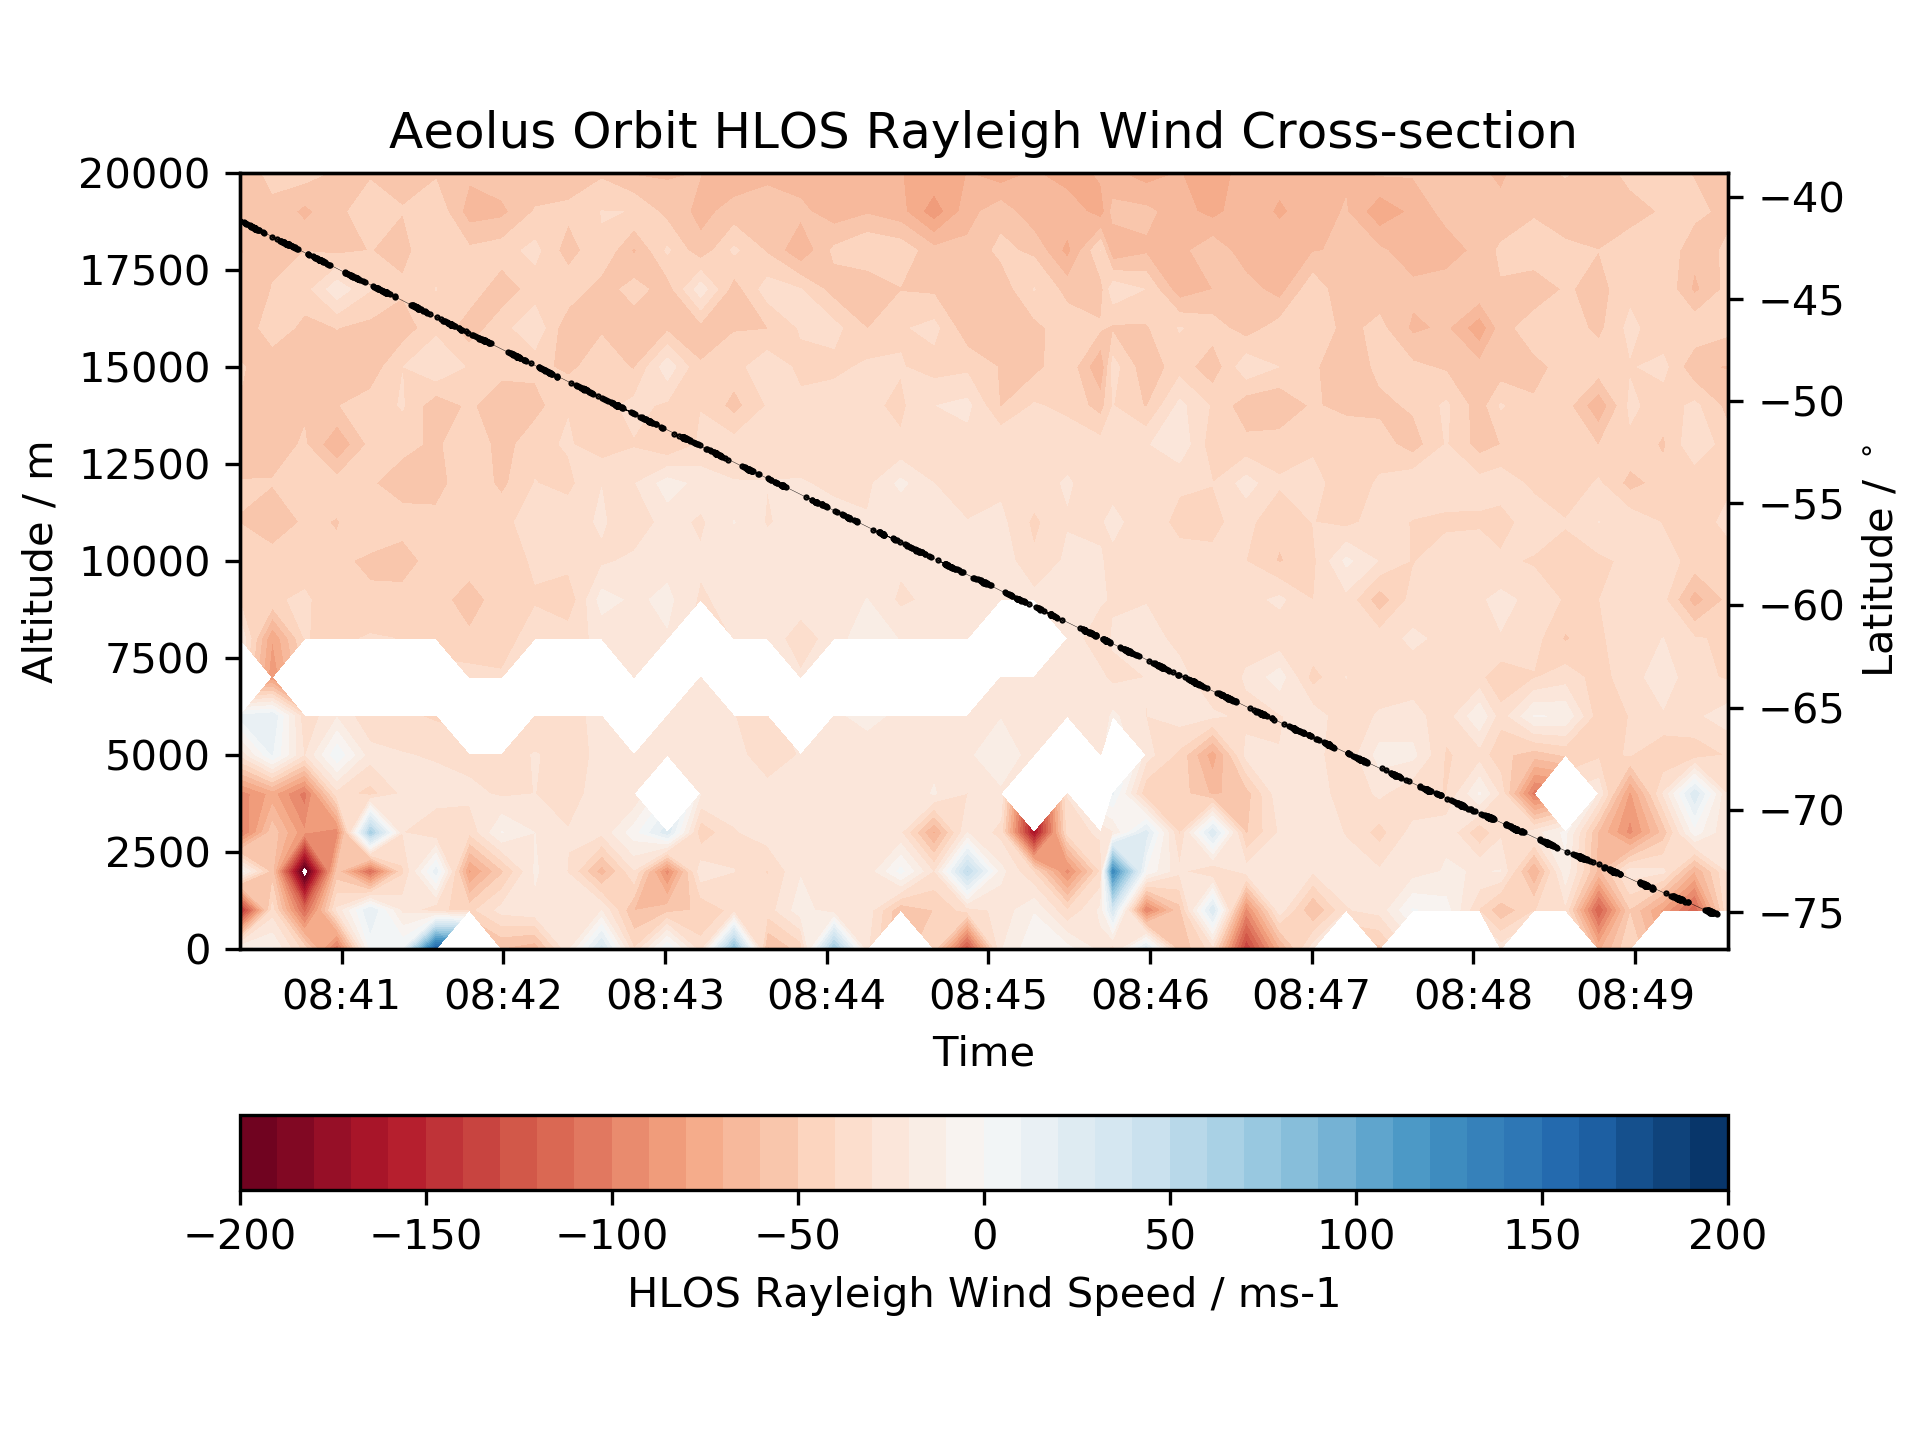 Aeolus Orbit HLOS Rayleigh Wind Cross-section
20000
17500
15000
12500
10000
7500
5000
2500
0
Altitude / m
−40
−45
−50
−55
−60
−65
−70
−75
Latitude / °
08:41 08:42 08:43 08:44 08:45 08:46 08:47 08:48 08:49
Time
−200 −150 −100 −50 0 50 100 150 200
HLOS Rayleigh Wind Speed / ms-1